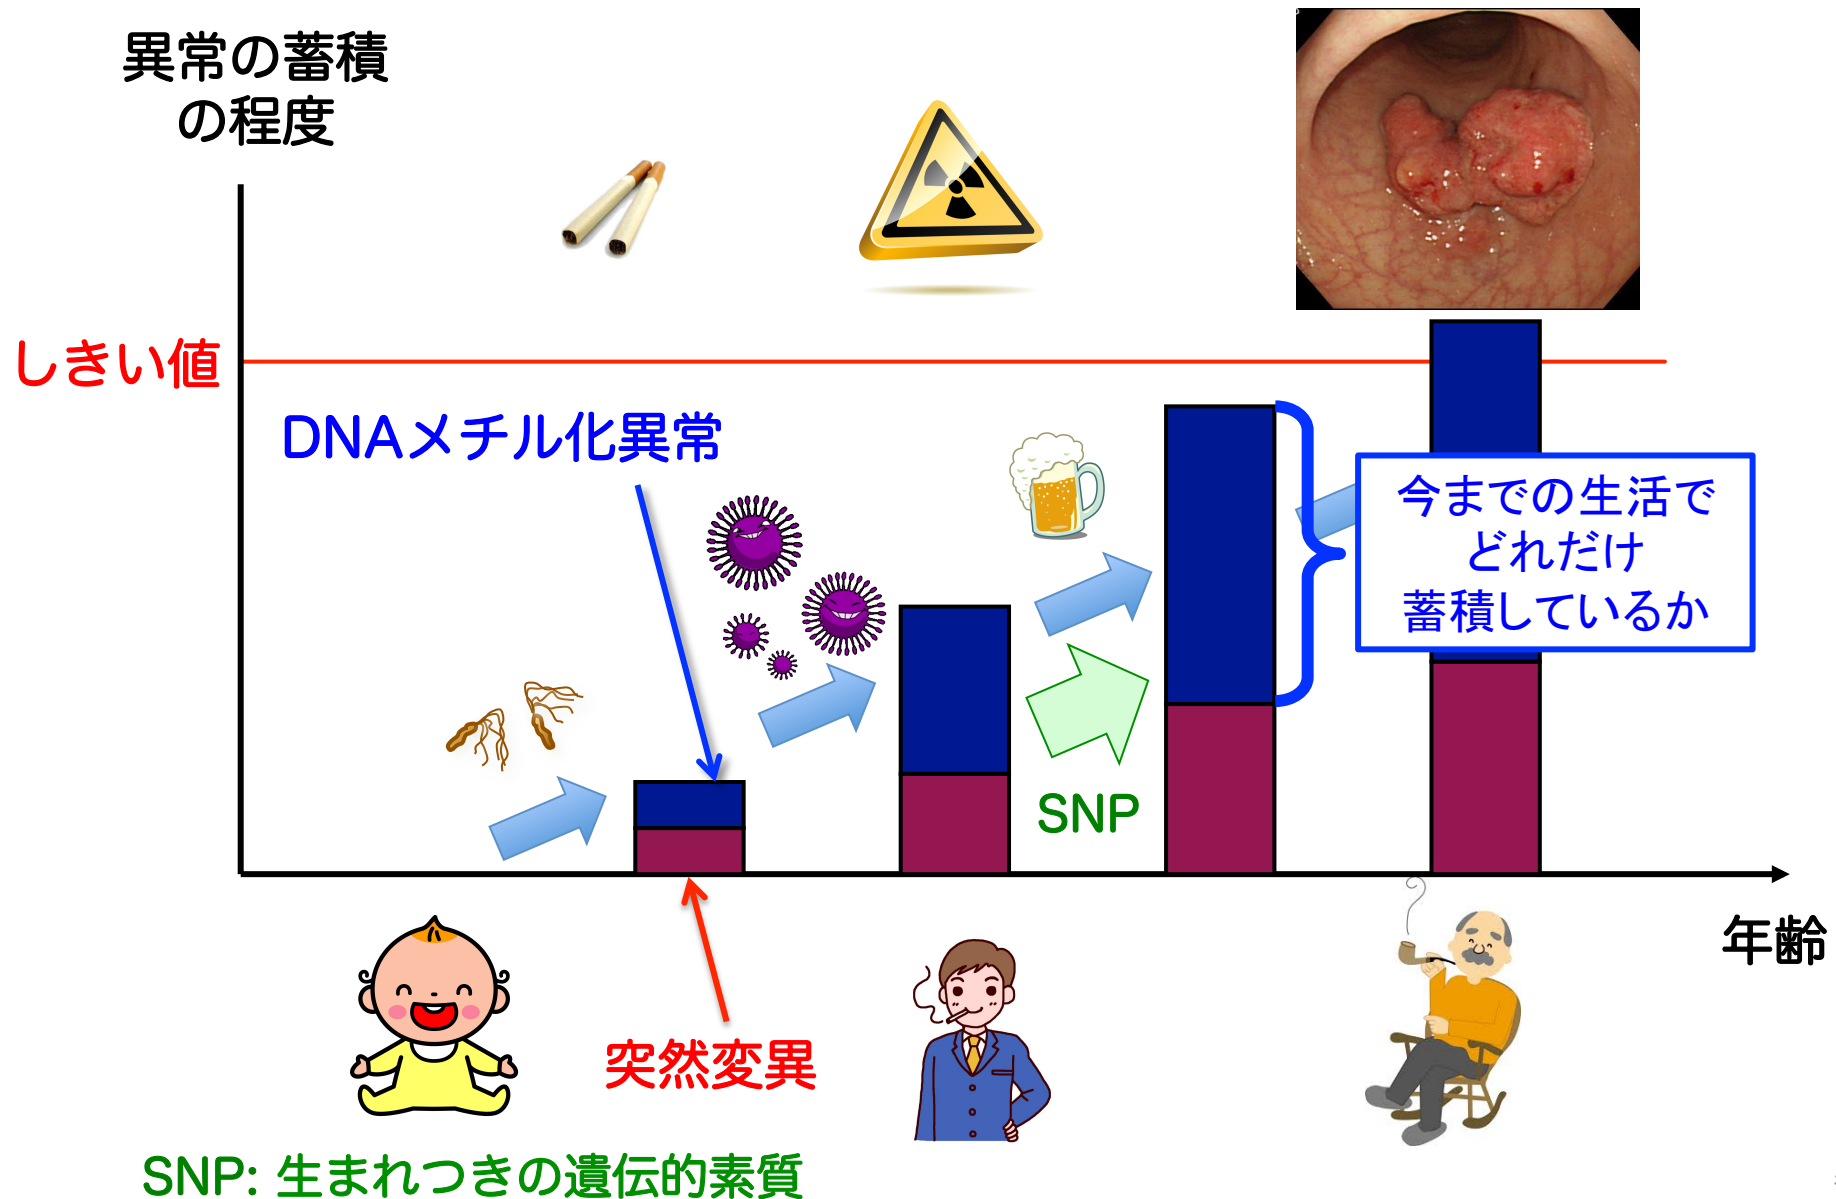 異常の蓄積
の程度
しきい値
DNAメチル化異常
今までの生活で
どれだけ
蓄積しているか
SNP
年齢
突然変異
SNP: 生まれつきの遺伝的素質